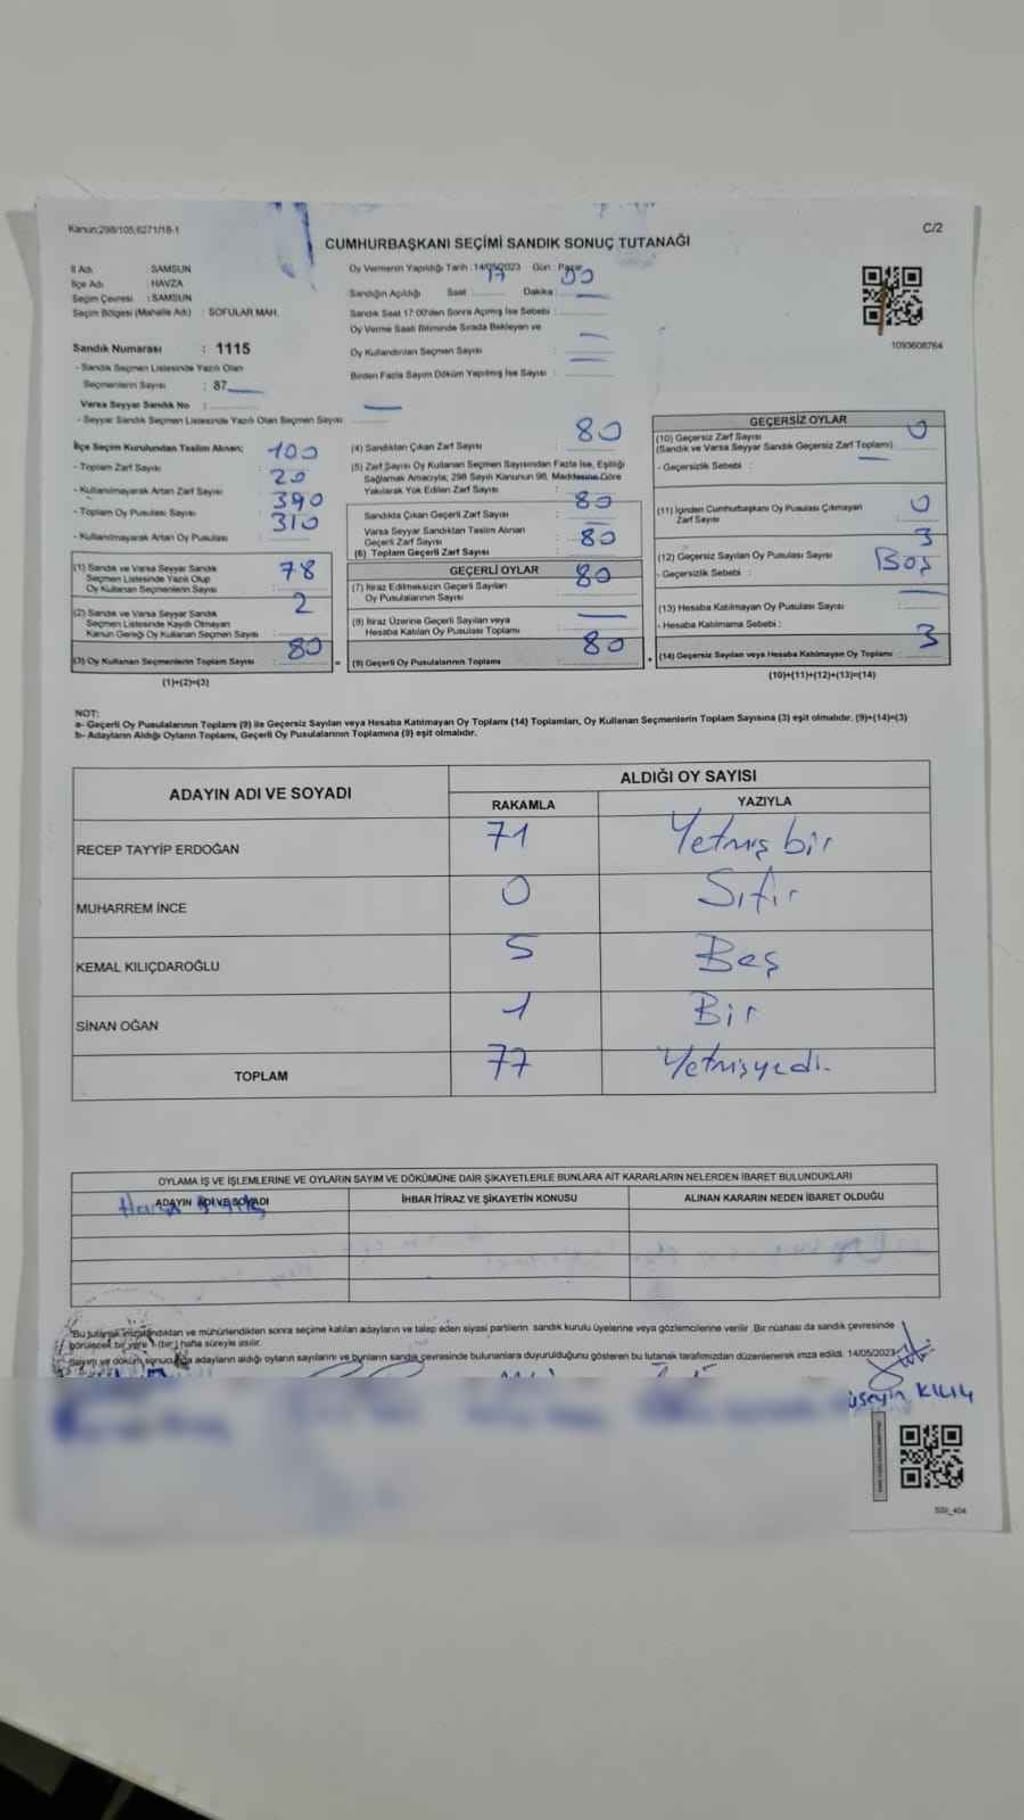 Kanun:298/105,6271/18-1
C/2
CUMHURBAŞKANI SEÇİMİ SANDIK SONUÇ TUTANAĞI
İl Adı : SAMSUN
İlçe Adı : HAVZA
Seçim Çevresi : SAMSUN
Seçim Bölgesi (Mahalle Adı) : SOFULAR MAH.
Sandık Numarası : 1115
- Sandık Seçmen Listesinde Yazılı Olan
Seçmenlerin Sayısı : 87
Varsa Seyyar Sandık No :
- Seyyar Sandık Seçmen Listesinde Yazılı Olan Seçmen Sayısı
Oy Vermenin Yapıldığı Tarih : 14/05/2023 Gün : Pazar
Sandığın Açıldığı Saat 17 Dakika : 00
Sandık Saat 17:00'den Sonra Açılmış İse Sebebi :
Oy Verme Saati Bitiminde Sırada Bekleyen ve
Oy Kullandırılan Seçmen Sayısı :
Birden Fazla Sayım Döküm Yapılmış İse Sayısı :
1093608764
İlçe Seçim Kurulundan Teslim Alınan;
- Toplam Zarf Sayısı : 100
- Kullanılmayarak Artan Zarf Sayısı : 20
- Toplam Oy Pusulası Sayısı : 390
- Kullanılmayarak Artan Oy Pusulası : 310
(1) Sandık ve Varsa Seyyar Sandık
Seçmen Listesinde Yazılı Olup
Oy Kullanan Seçmenlerin Sayısı : 78
(2) Sandık ve Varsa Seyyar Sandık
Seçmen Listesinde Kaydı Olmayan
Kanun Gereği Oy Kullanan Seçmen Sayısı : 2
(3) Oy Kullanan Seçmenlerin Toplam Sayısı : 80
(1)+(2)=(3)
(4) Sandıktan Çıkan Zarf Sayısı : 80
(5) Zarf Sayısı Oy Kullanan Seçmen Sayısından Fazla İse, Eşitliği
Sağlamak Amacıyla; 298 Sayılı Kanunun 98. Maddesine Göre
Yakılarak Yok Edilen Zarf Sayısı :
Sandıkta Çıkan Geçerli Zarf Sayısı : 80
Varsa Seyyar Sandıktan Teslim Alınan
Geçerli Zarf Sayısı :
(6) Toplam Geçerli Zarf Sayısı : 80
GEÇERLİ OYLAR
(7) İtiraz Edilmeksizin Geçerli Sayılan
Oy Pusulalarının Sayısı : 80
(8) İtiraz Üzerine Geçerli Sayılan veya
Hesaba Katılan Oy Pusulası Toplamı :
(9) Geçerli Oy Pusulalarının Toplamı : 80
GEÇERSİZ OYLAR
(10) Geçersiz Zarf Sayısı 0
(Sandık ve Varsa Seyyar Sandık Geçersiz Zarf Toplamı)
- Geçersizlik Sebebi :
(11) İçinden Cumhurbaşkanı Oy Pusulası Çıkmayan
Zarf Sayısı 0
(12) Geçersiz Sayılan Oy Pusulası Sayısı 3
- Geçersizlik Sebebi : Boş
(13) Hesaba Katılmayan Oy Pusulası Sayısı
- Hesaba Katılmama Sebebi :
(14) Geçersiz Sayılan veya Hesaba Katılmayan Oy Toplamı 3
(10)+(11)+(12)+(13)=(14)
NOT:
a- Geçerli Oy Pusulalarının Toplamı (9) ile Geçersiz Sayılan veya Hesaba Katılmayan Oy Toplamı (14) Toplamları, Oy Kullanan Seçmenlerin Toplam Sayısına (3) eşit olmalıdır. (9)+(14)=(3)
b- Adayların Aldığı Oyların Toplamı, Geçerli Oy Pusulalarının Toplamına (9) eşit olmalıdır.
ADAYIN ADI VE SOYADI
ALDIĞI OY SAYISI
RAKAMLA YAZIYLA
RECEP TAYYİP ERDOĞAN 71 Yetmiş bir
MUHARREM İNCE 0 Sıfır
KEMAL KILIÇDAROĞLU 5 Beş
SİNAN OĞAN 1 Bir
TOPLAM 77 Yetmişyedi
OYLAMA İŞ VE İŞLEMLERİNE VE OYLARIN SAYIM VE DÖKÜMÜNE DAİR ŞİKAYETLERLE BUNLARA AİT KARARLARIN NELERDEN İBARET BULUNDUKLARI
ADAYIN ADI VE SOYADI İHBAR İTİRAZ VE ŞİKAYETİN KONUSU ALINAN KARARIN NEDEN İBARET OLDUĞU
Bu tutanak imzalandıktan ve mühürlendikten sonra seçime katılan adayların ve talep eden siyasi partilerin sandık kurulu üyelerine veya gözlemcilerine verilir. Bir nüshası da sandık çevresinde
görülecek bir yere 1 (bir) hafta süreyle asılır.
Sayım ve döküm sonucunda adayların aldığı oyların sayılarını ve bunların sandık çevresinde bulunanlara duyurulduğunu gösteren bu tutanak tarafımızdan düzenlenerek imza edildi. 14/05/2023